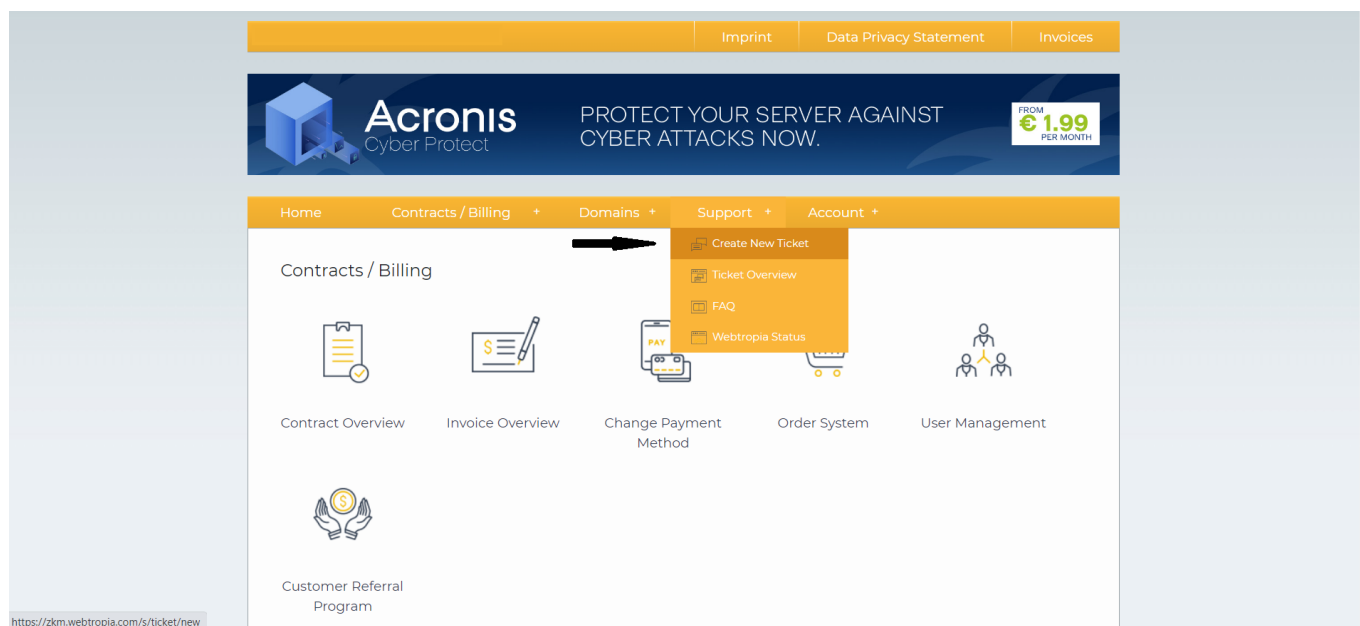 Imprint Data Privacy Statement Invoices
Acronis
Cyber Protect
PROTECT YOUR SERVER AGAINST
CYBER ATTACKS NOW.
FROM
€ 1.99
PER MONTH
Home Contracts / Billing + Domains + Support + Account +
Create New Ticket
Ticket Overview
FAQ
Webtropia Status
Contracts / Billing
$
PAY
Contract Overview Invoice Overview Change Payment Order System User Management
Method
$
Customer Referral
Program
https://zkm.webtropia.com/s/ticket/new